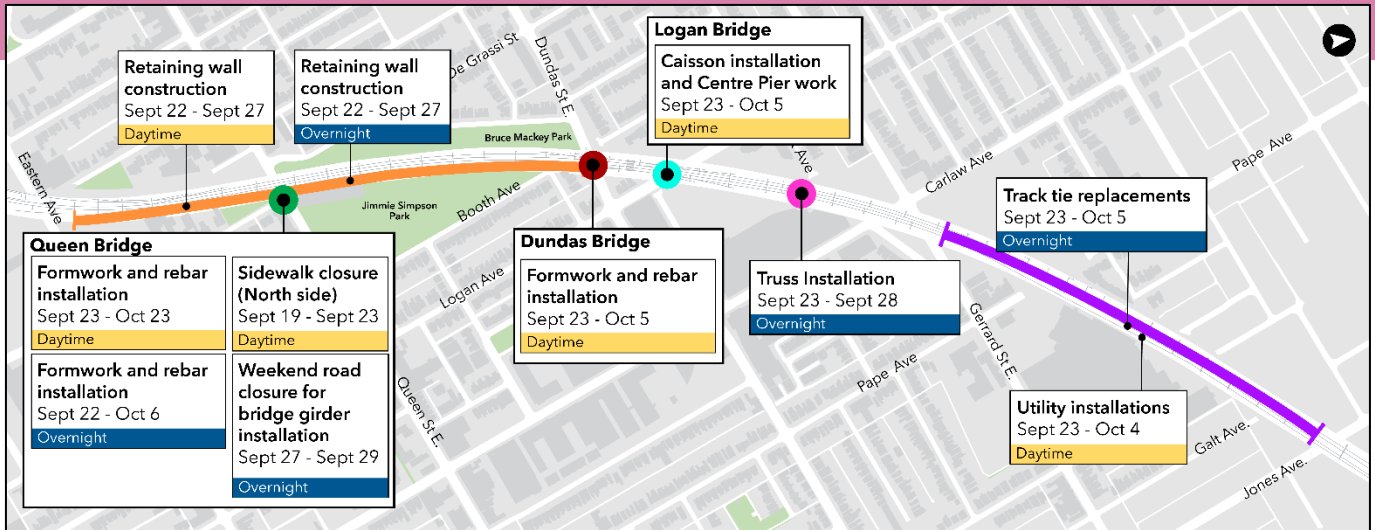 Retaining wall
construction
Sept 22 - Sept 27
Daytime
Retaining wall
construction
Sept 22 - Sept 27
Overnight
De Grassi St
Dundas St E.
Logan Bridge
Caisson installation
and Centre Pier work
Sept 23 - Oct 5
Daytime
Bruce Mackey Park
Ave
Carlaw Ave
Pape Ave
Eastern Ave
Jimmie Simpson
Park
Booth Ave
Logan Ave
Track tie replacements
Sept 23 - Oct 5
Overnight
Queen Bridge
Formwork and rebar
installation
Sept 23 - Oct 23
Daytime
Sidewalk closure
(North side)
Sept 19 - Sept 23
Daytime
Formwork and rebar
installation
Sept 22 - Oct 6
Overnight
Weekend road
closure for
bridge girder
installation
Sept 27 - Sept 29
Overnight
Queen St E.
Dundas Bridge
Formwork and rebar
installation
Sept 23 - Oct 5
Daytime
Truss Installation
Sept 23 - Sept 28
Overnight
Gerrard St E.
Pape Ave
Utility installations
Sept 23 - Oct 4
Daytime
Galt Ave.
Jones Ave.